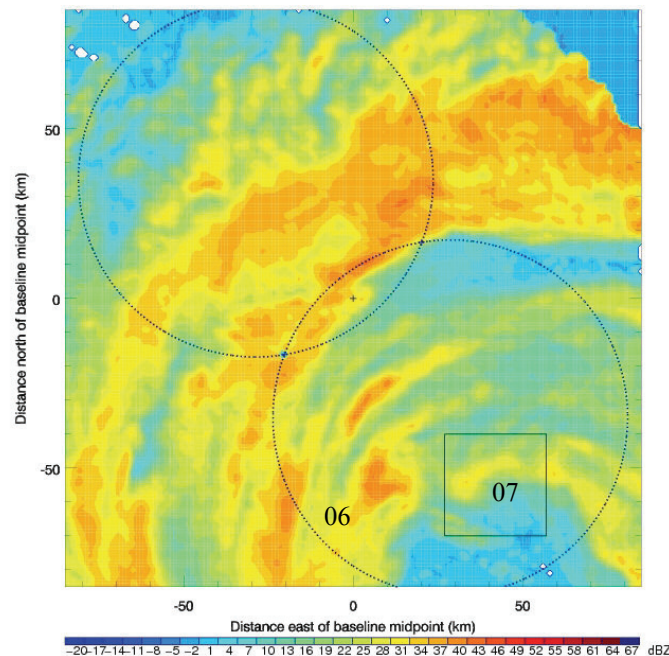 Distance north of baseline midpoint (km)
50
0
-50
06
07
-50
0
50
Distance east of baseline midpoint (km)
-20-17-14-11 -8 -5 -2 1 4 7 10 13 16 19 22 25 28 31 34 37 40 43 46 49 52 55 58 61 64 67 dBZ